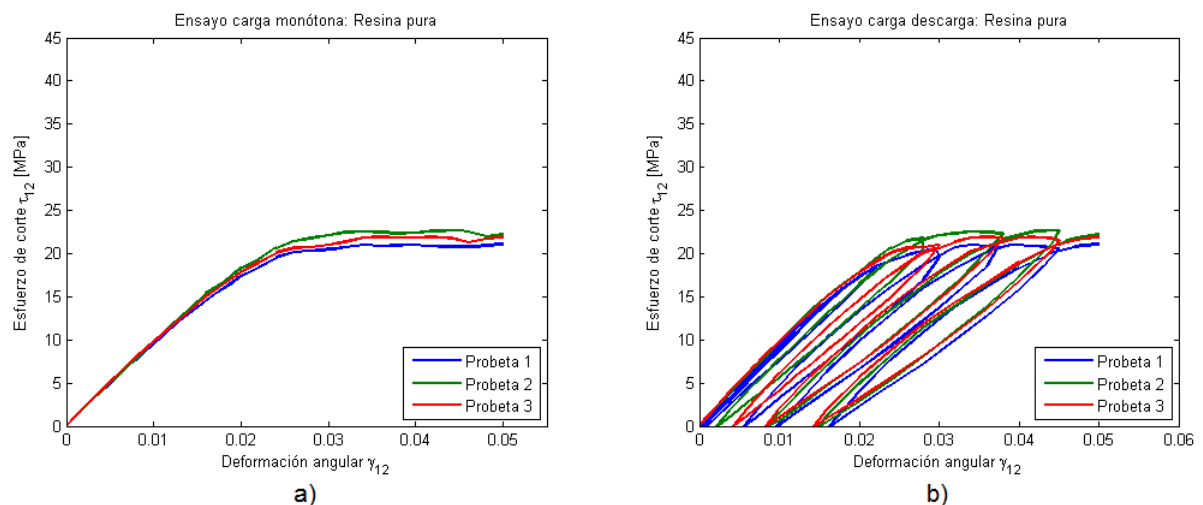 Ensayo carga monótona: Resina pura
45
40
35
30
25
20
15
10
5
0
Esfuerzo de corte τ12 [MPa]
0
0.01
0.02
0.03
0.04
0.05
Deformación angular γ12
Probeta 1
Probeta 2
Probeta 3
a)
Ensayo carga descarga: Resina pura
45
40
35
30
25
20
15
10
5
0
Esfuerzo de corte τ12 [MPa]
0
0.01
0.02
0.03
0.04
0.05
0.06
Deformación angular γ12
Probeta 1
Probeta 2
Probeta 3
b)